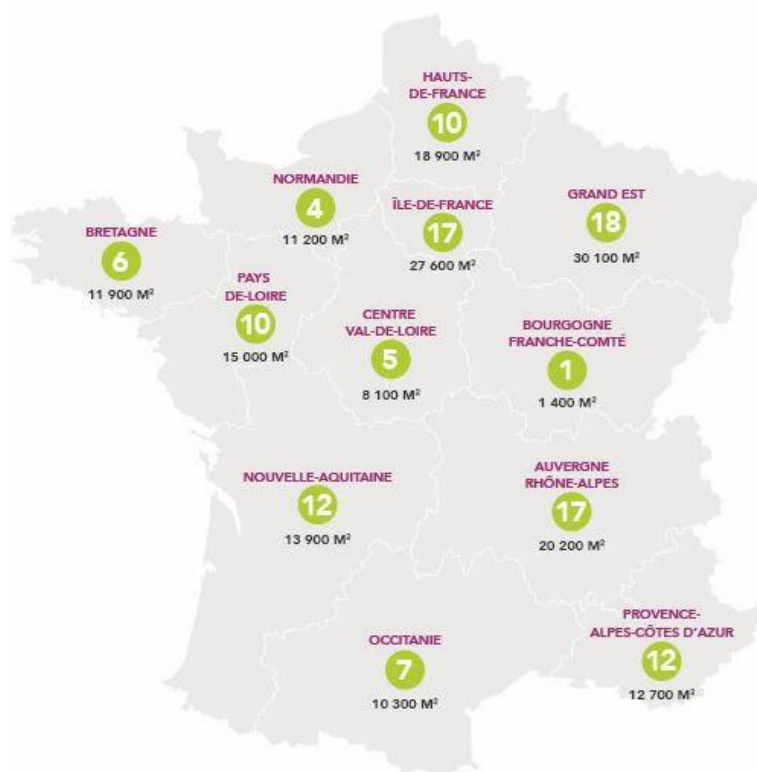 HAUTS-
DE-FRANCE
10
18 900 M²
NORMANDIE
4
11 200 M²
ÎLE-DE-FRANCE
17
27 600 M²
GRAND EST
18
30 100 M²
BRETAGNE
6
11 900 M²
PAYS
DE-LOIRE
10
15 000 M²
CENTRE
VAL-DE-LOIRE
5
8 100 M²
BOURGOGNE
FRANCHE-COMTÉ
1
1 400 M²
NOUVELLE-AQUITAINE
12
13 900 M²
AUVERGNE
RHÔNE-ALPES
17
20 200 M²
OCCITANIE
7
10 300 M²
PROVENCE-
ALPES-CÔTES D'AZUR
12
12 700 M²